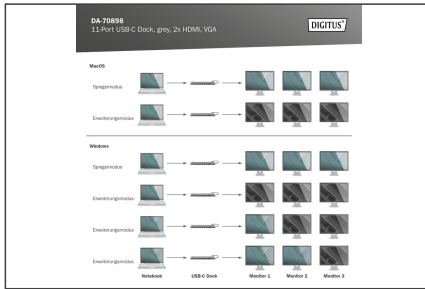 DA-70898
11-Port USB-C Dock, grey, 2x HDMI, VGA
DIGITUS®
MacOS
Spiegelmodus
Erweiterungsmodus
Windows
Spiegelmodus
Erweiterungsmodus
Erweiterungsmodus
Erweiterungsmodus
Notebook USB-C Dock Monitor 1 Monitor 2 Monitor 3